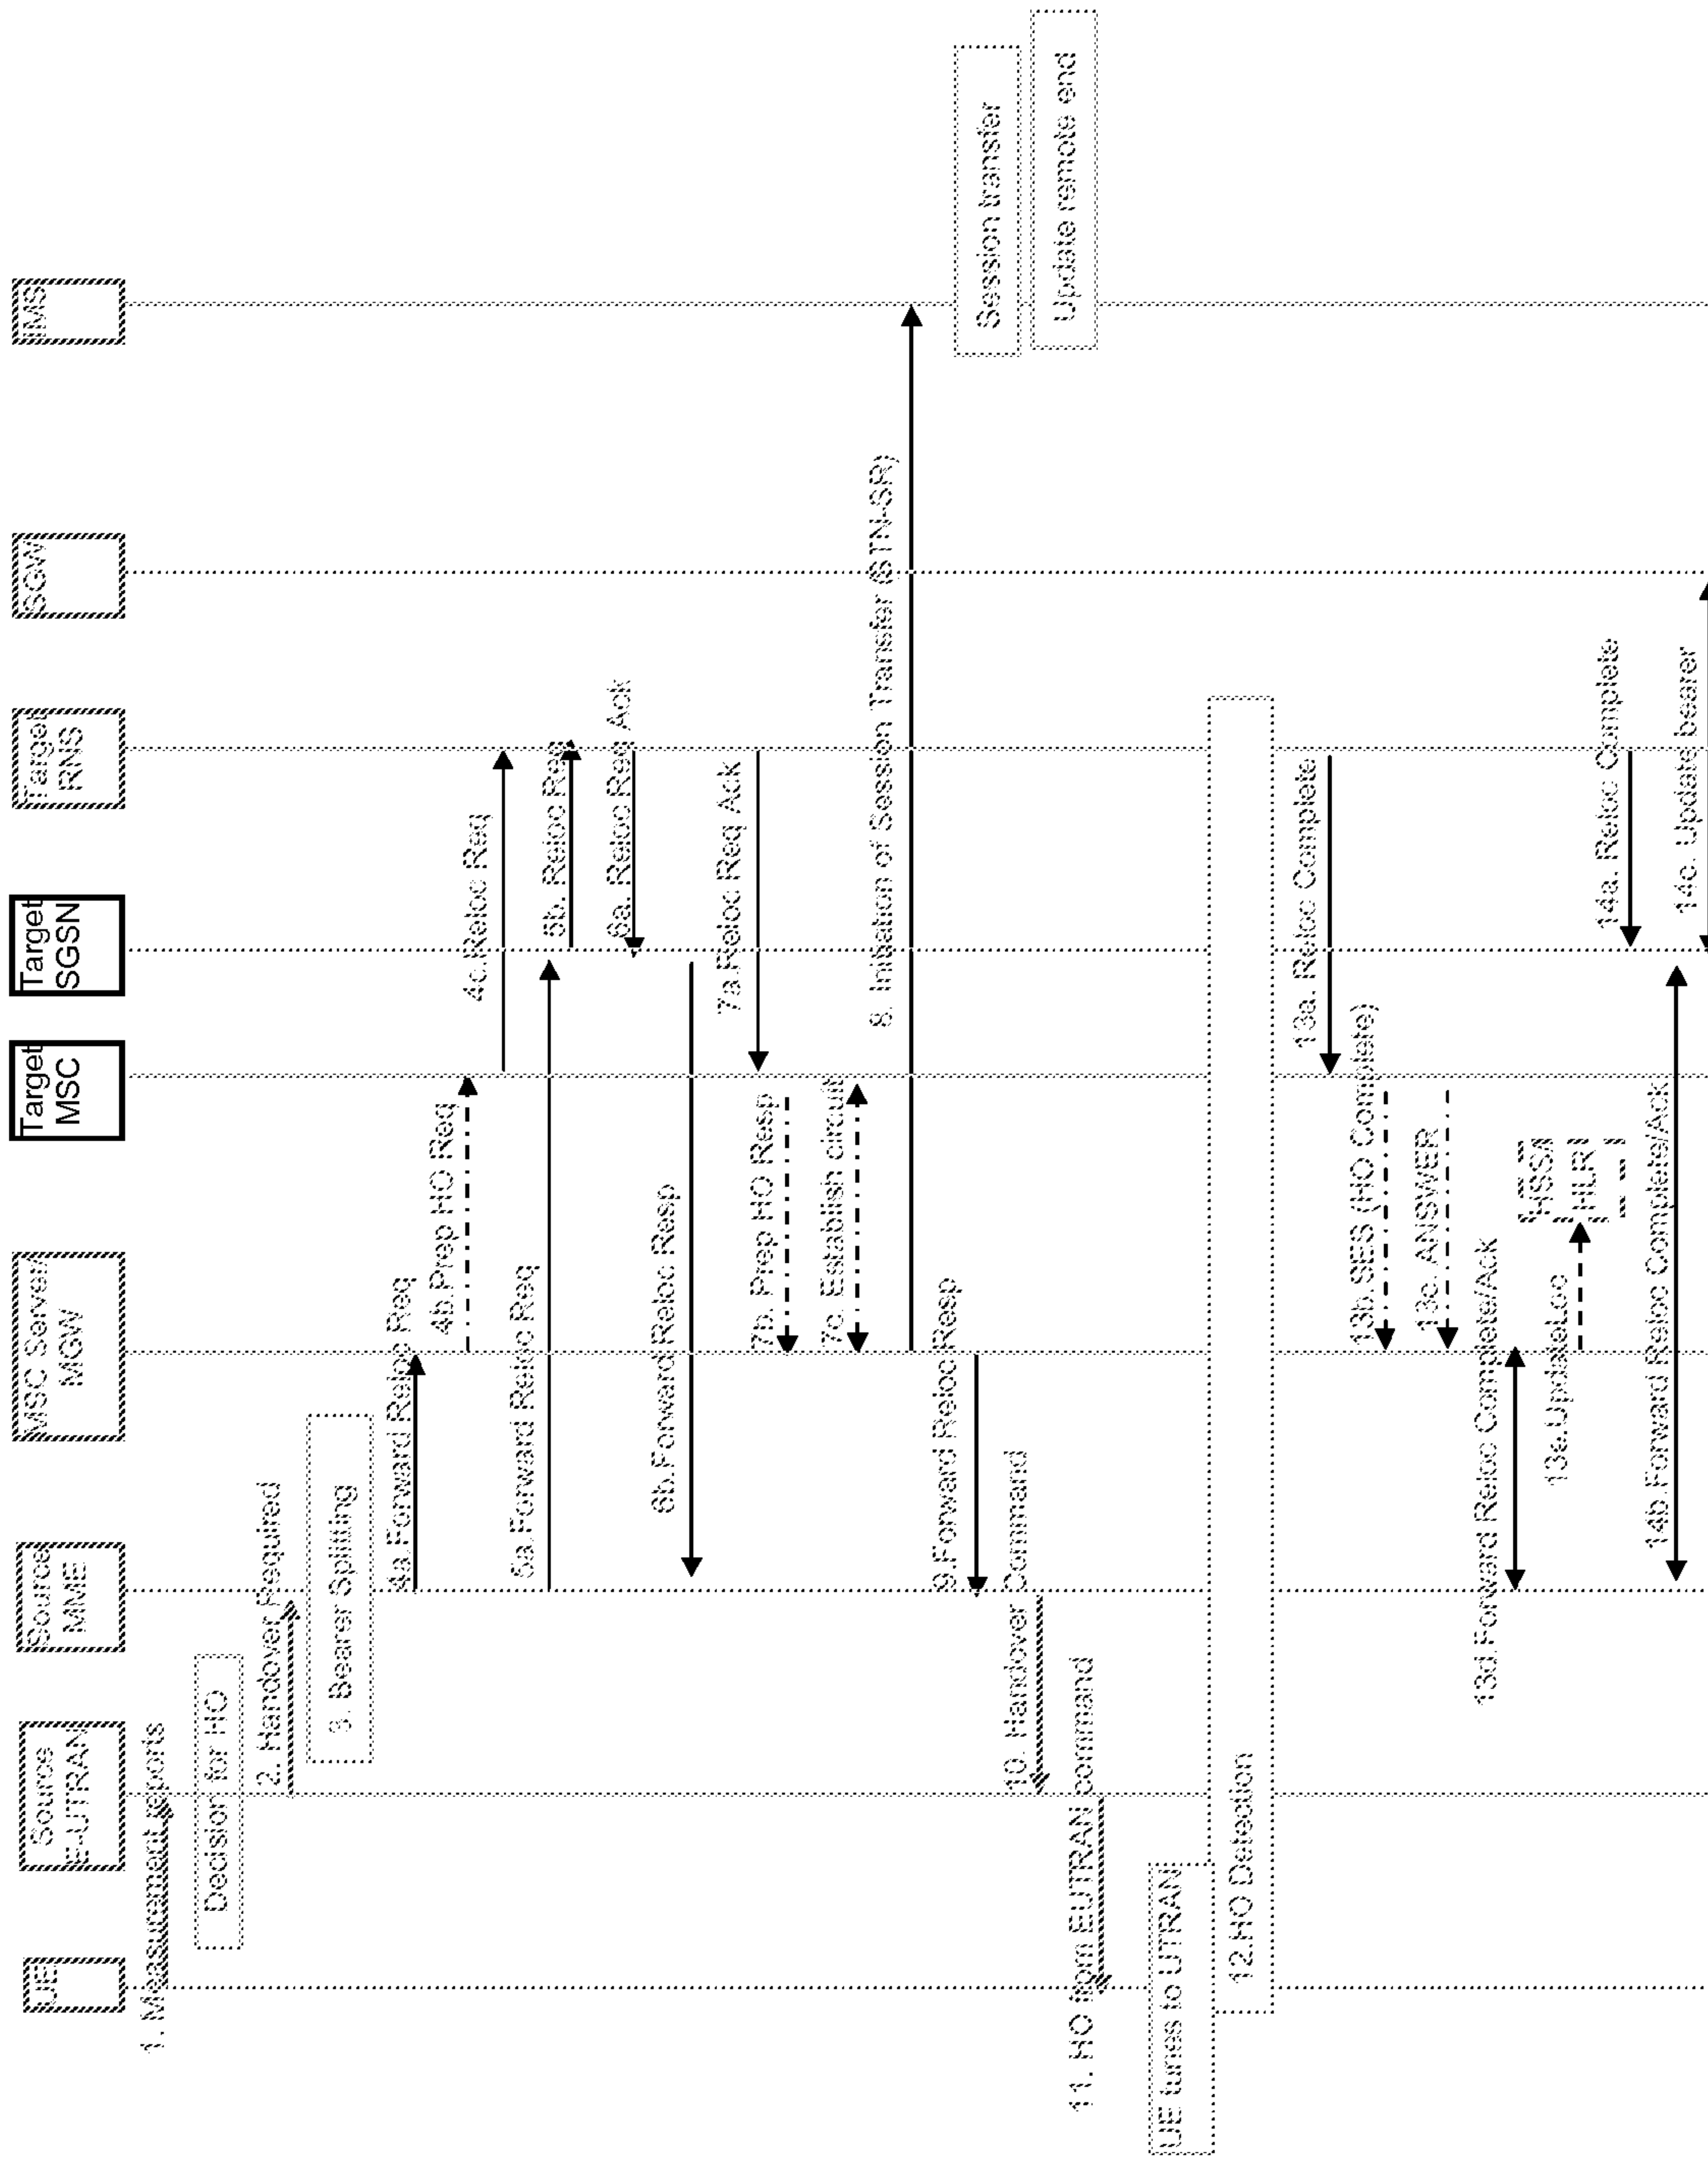 UE
Source
E-UTRAN
Source
MME
MSC Server/
MGW
Target
MSC
Target
SGSN
Target
RNS
SGW
IMS
1. Measurement reports
Decision for HO
2. Handover Required
3. Bearer Splitting
4a.Forward Reloc Req
4b.Prep HO Req
4c.Reloc Req
5a.Forward Reloc Req
5b. Reloc Req
6a. Reloc Req Ack
6b.Forward Reloc Resp
7a.Reloc Req Ack
7b. Prep HO Resp
7c. Establish circuit
8. Initiation of Session Transfer (STN-SR)
Session transfer
9.Forward Reloc Resp
Update remote end
10. Handover Command
11. HO from EUTRAN command
UE tunes to UTRAN
12.HO Detection
13a. Reloc Complete
13b.SES (HO Complete)
13c. ANSWER
13d.Forward Reloc Complete/Ack
13e.UpdateLoc
HSS/
HLR
14a. Reloc Complete
14b.Forward Reloc Complete/Ack
14c. Update bearer